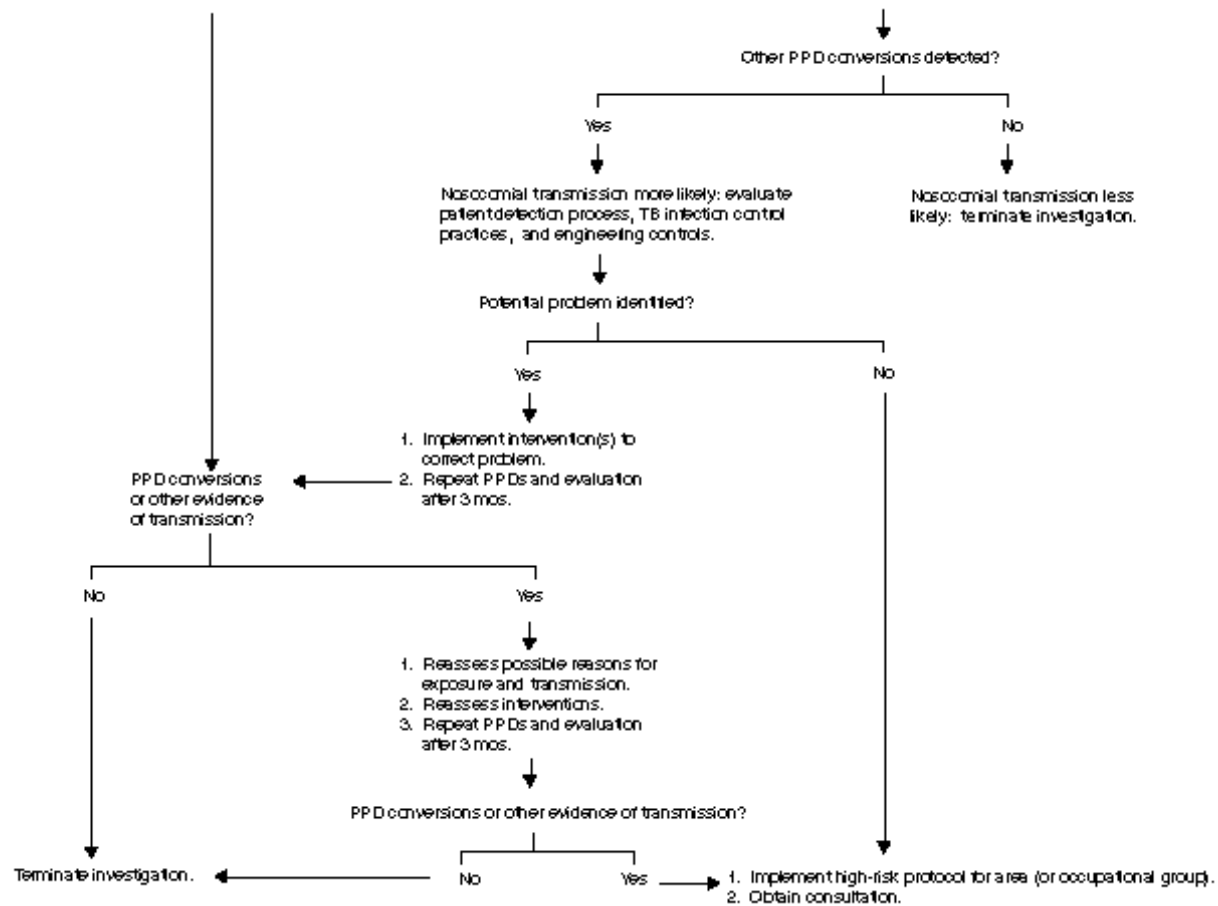 Other PPD conversions detected?
Yes
No
Nosocomial transmission more likely: evaluate
patient detection process, TB infection control
practices, and engineering controls.
Nosocomial transmission less
likely: terminate investigation.
Potential problem identified?
Yes
No
1. Implement intervention(s) to
correct problem.
2. Repeat PPDs and evaluation
after 3 mos.
PPD conversions
or other evidence
of transmission?
No
Yes
1. Reassess possible reasons for
exposure and transmission.
2. Reassess interventions.
3. Repeat PPDs and evaluation
after 3 mos.
PPD conversions or other evidence of transmission?
Terminate investigation.
No
Yes
1. Implement high-risk protocol for area (or occupational group).
2. Obtain consultation.